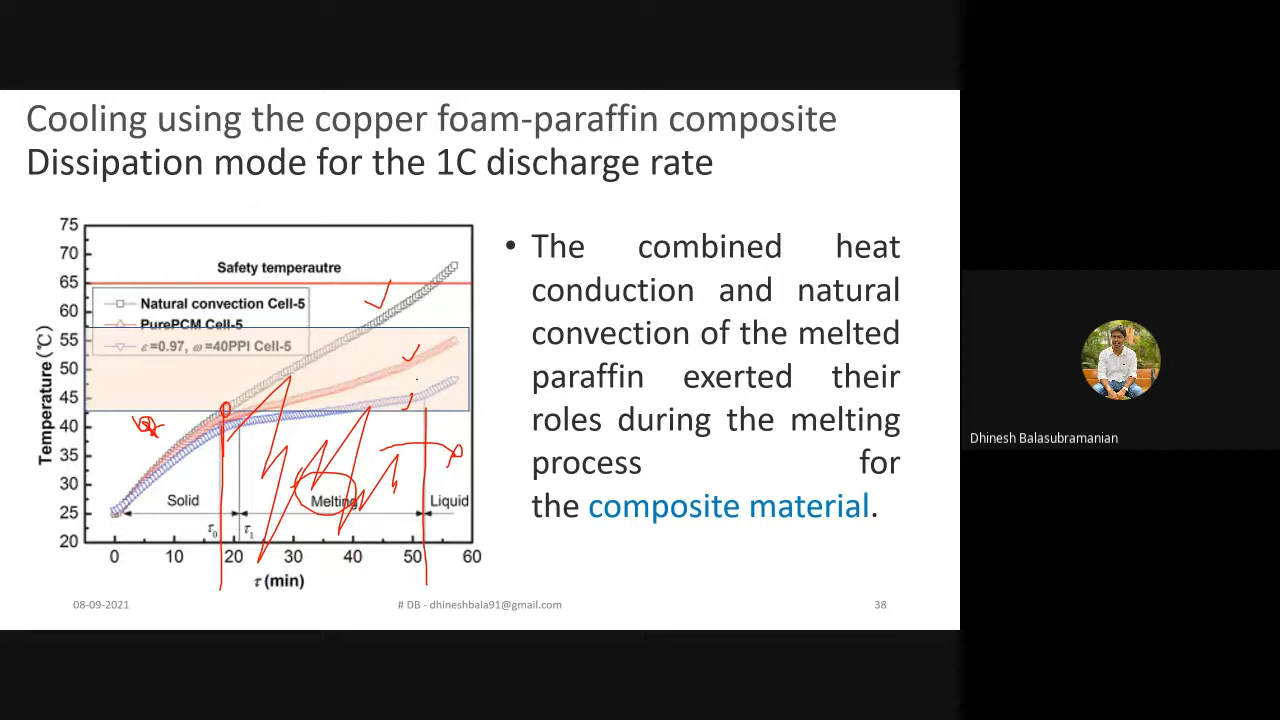 Cooling using the copper foam-paraffin composite
Dissipation mode for the 1C discharge rate
75
70
65
60
55
50
45
40
35
30
25
20
Temperature (℃)
Safety temperautre
Natural convection Cell-5
PurePCM Cell-5
ε=0.97, ω=40PPI Cell-5
Solid
Melting
Liquid
τ0
τ1
0 10 20 30 40 50 60
τ (min)
• The combined heat
conduction and natural
convection of the melted
paraffin exerted their
roles during the melting
process for
the composite material.
08-09-2021
# DB - dhineshbala91@gmail.com
38
Dhinesh Balasubramanian